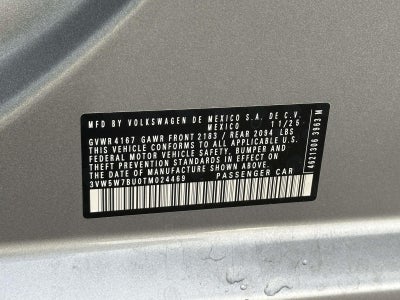 MFD BY VOLKSWAGEN DE MEXICO S.A. DE C.V.
MEXICO 11/25
GVWR 4167 GAWR FRONT 2183 / REAR 2094 LBS
THIS VEHICLE CONFORMS TO ALL APPLICABLE U.S.
FEDERAL MOTOR VEHICLE SAFETY, BUMPER, AND
THEFT PREVENTION STANDARDS IN EFFECT ON THE
DATE OF MANUFACTURE SHOWN ABOVE.
3VW5W7BU0TM024469 PASSENGER CAR
4621306 3963 M